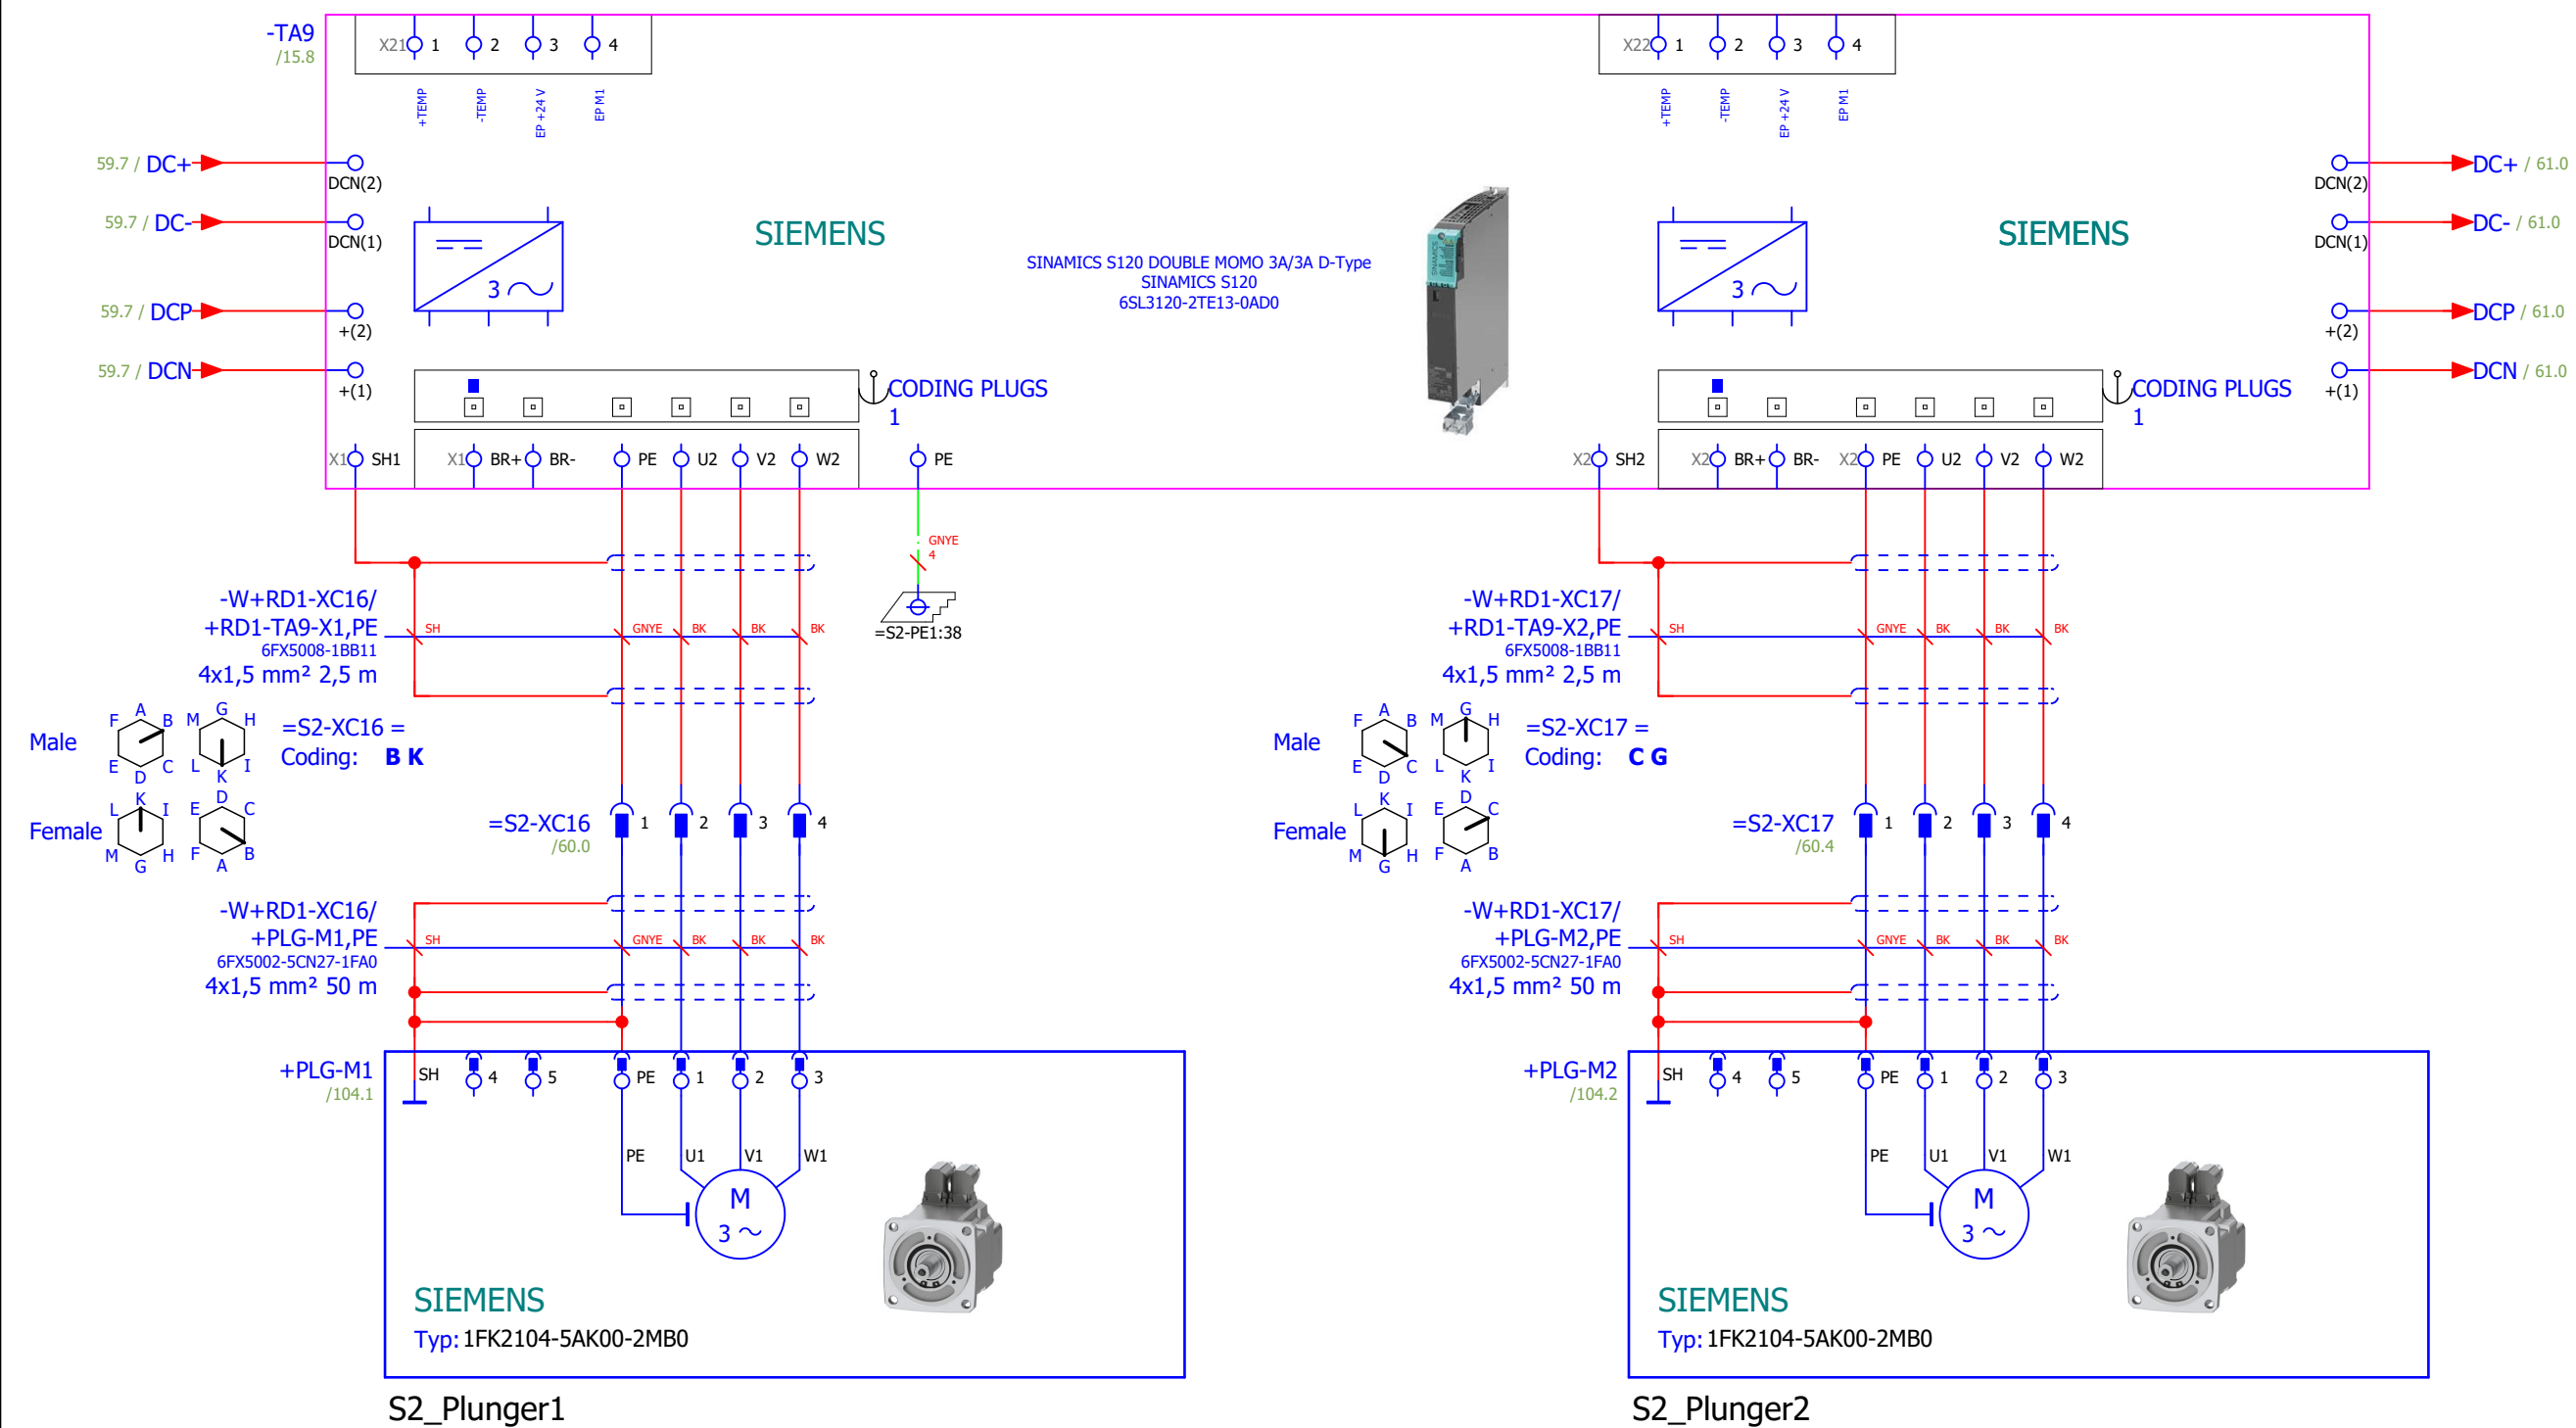 -TA9
/15.8
X21 1 2 3 4
+TEMP
-TEMP
EP +24 V
EP M1
X22 1 2 3 4
+TEMP
-TEMP
EP +24 V
EP M1
59.7 / DC+
DCN(2)
59.7 / DC-
DCN(1)
59.7 / DCP
+(2)
59.7 / DCN
+(1)
3
SIEMENS
SINAMICS S120 DOUBLE MOMO 3A/3A D-Type
SINAMICS S120
6SL3120-2TE13-0AD0
SINAMICS
3
SIEMENS
DC+ / 61.0
DCN(2)
DC- / 61.0
DCN(1)
DCP / 61.0
+(2)
DCN / 61.0
+(1)
CODING PLUGS
1
CODING PLUGS
1
X1 SH1 X1 BR+ BR- PE U2 V2 W2 PE
X2 SH2 X2 BR+ BR- X2 PE U2 V2 W2
GNYE
4
=S2-PE1:38
-W+RD1-XC16/
+RD1-TA9-X1,PE
6FX5008-1BB11
4x1,5 mm² 2,5 m
SH GNYE BK BK BK
-W+RD1-XC17/
+RD1-TA9-X2,PE
6FX5008-1BB11
4x1,5 mm² 2,5 m
SH GNYE BK BK BK
Male
F A B E D C
M G H L K I
=S2-XC16 =
Coding: B K
Female
L K I M G H
E D C F A B
=S2-XC16
/60.0
1 2 3 4
Male
F A B E D C
M G H L K I
=S2-XC17 =
Coding: C G
Female
L K I M G H
E D C F A B
=S2-XC17
/60.4
1 2 3 4
-W+RD1-XC16/
+PLG-M1,PE
6FX5002-5CN27-1FA0
4x1,5 mm² 50 m
SH GNYE BK BK BK
-W+RD1-XC17/
+PLG-M2,PE
6FX5002-5CN27-1FA0
4x1,5 mm² 50 m
SH GNYE BK BK BK
+PLG-M1
/104.1
SH 4 5 PE 1 2 3
PE U1 V1 W1
M
3 ~
SIEMENS
Typ: 1FK2104-5AK00-2MB0
S2_Plunger1
+PLG-M2
/104.2
SH 4 5 PE 1 2 3
PE U1 V1 W1
M
3 ~
SIEMENS
Typ: 1FK2104-5AK00-2MB0
S2_Plunger2